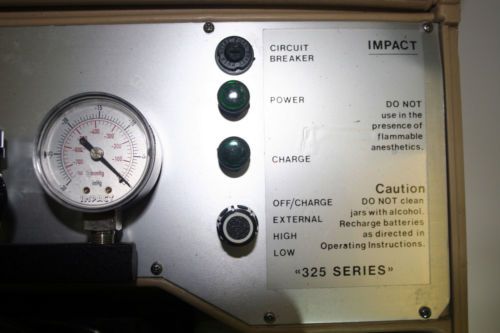 CIRCUIT
BREAKER
IMPACT
POWER
DO NOT
use in the
presence of
flammable
anesthetics.
CHARGE
Caution
OFF/CHARGE
EXTERNAL
HIGH
LOW
DO NOT clean
jars with alcohol.
Recharge batteries
as directed in
Operating Instructions.
"325 SERIES"
IMPACT